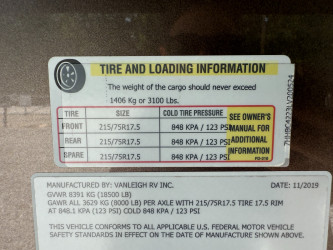 TIRE AND LOADING INFORMATION
The weight of the cargo should never exceed
1406 Kg or 3100 Lbs.
TIRE SIZE COLD TIRE PRESSURE
FRONT 215/75R17.5 848 KPA / 123 PSI
REAR 215/75R17.5 848 KPA / 123 PSI
SPARE 215/75R17.5 848 KPA / 123 PSI
SEE OWNER'S
MANUAL FOR
ADDITIONAL
INFORMATION
MANUFACTURED BY: VANLEIGH RV INC. DATE: 11/2019
GVWR 8391 KG (18500 LB)
GAWR ALL 3629 KG (8000 LB) PER AXLE WITH 215/75R17.5 TIRE 17.5 RIM
AT 848.1 KPA (123 PSI) COLD 848 KPA / 123 PSI
THIS VEHICLE CONFORMS TO ALL APPLICABLE U.S. FEDERAL MOTOR VEHICLE
SAFETY STANDARDS IN EFFECT ON THE DATE OF MANUFACTURE SHOWN ABOVE.